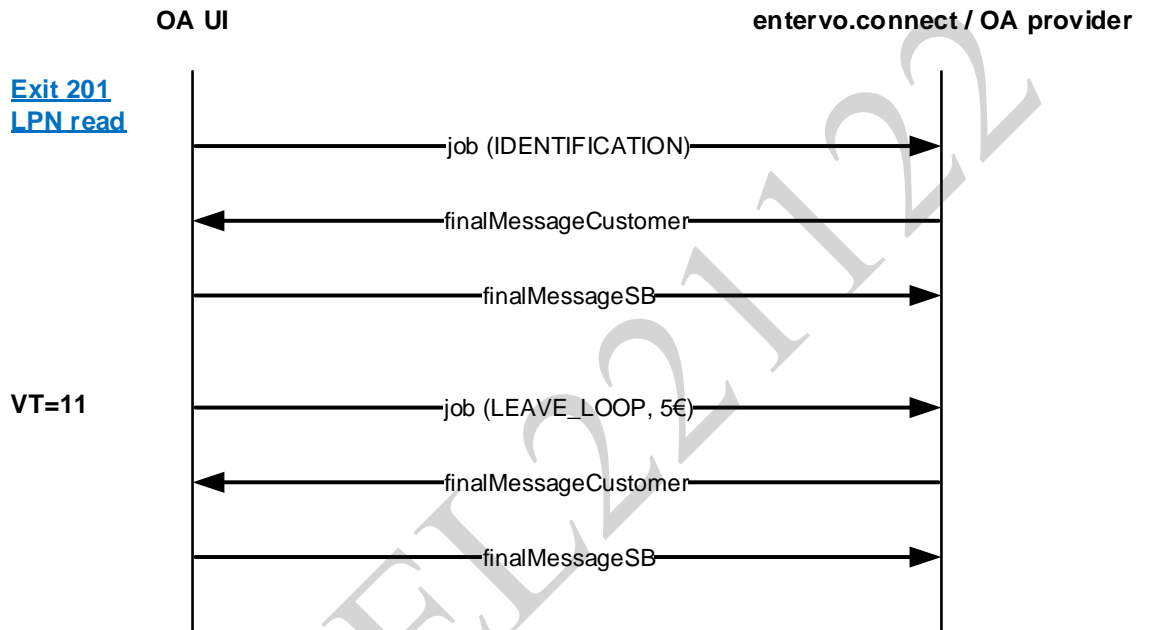 OA UI
entervo.connect / OA provider
Exit 201
LPN read
job (IDENTIFICATION)
finalMessageCustomer
finalMessageSB
VT=11
job (LEAVE_LOOP, 5€)
finalMessageCustomer
finalMessageSB
EL221122